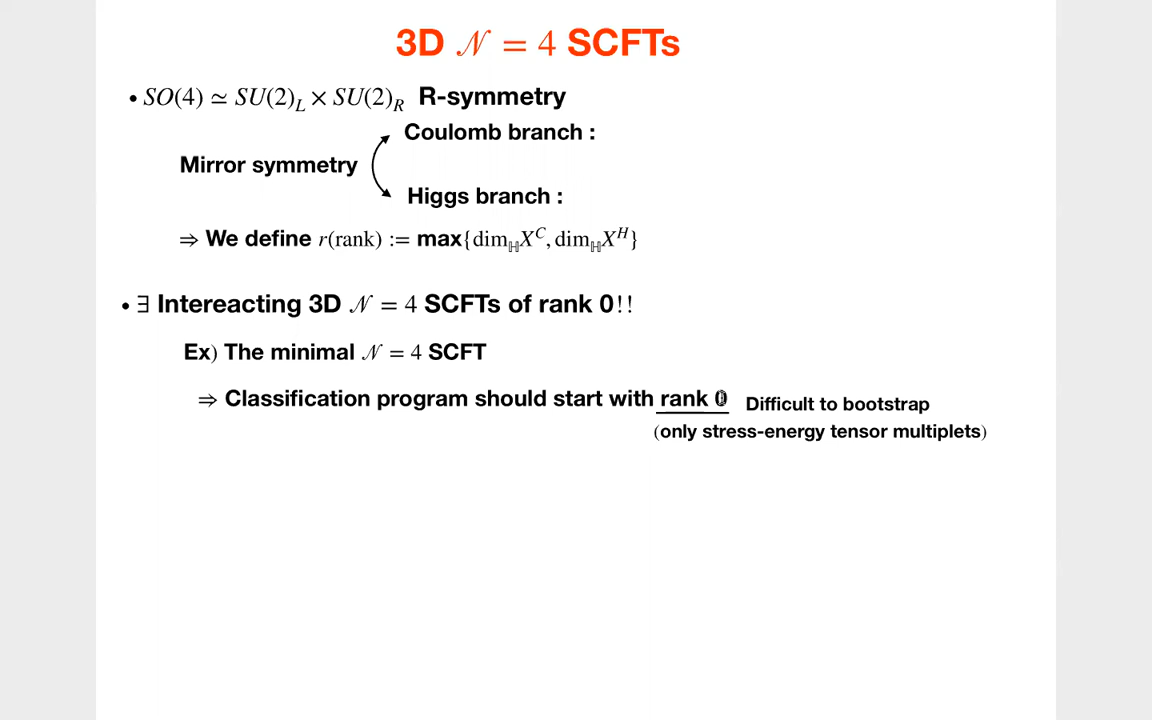 3D 𝒩 = 4 SCFTs
• SO(4) ≃ SU(2)_L × SU(2)_R R-symmetry
Coulomb branch :
Mirror symmetry
Higgs branch :
⇒ We define r(rank) := max{dim_ℍ X^C, dim_ℍ X^H}
• ∃ Intereacting 3D 𝒩 = 4 SCFTs of rank 0!!
Ex) The minimal 𝒩 = 4 SCFT
⇒ Classification program should start with rank 0 Difficult to bootstrap
(only stress-energy tensor multiplets)